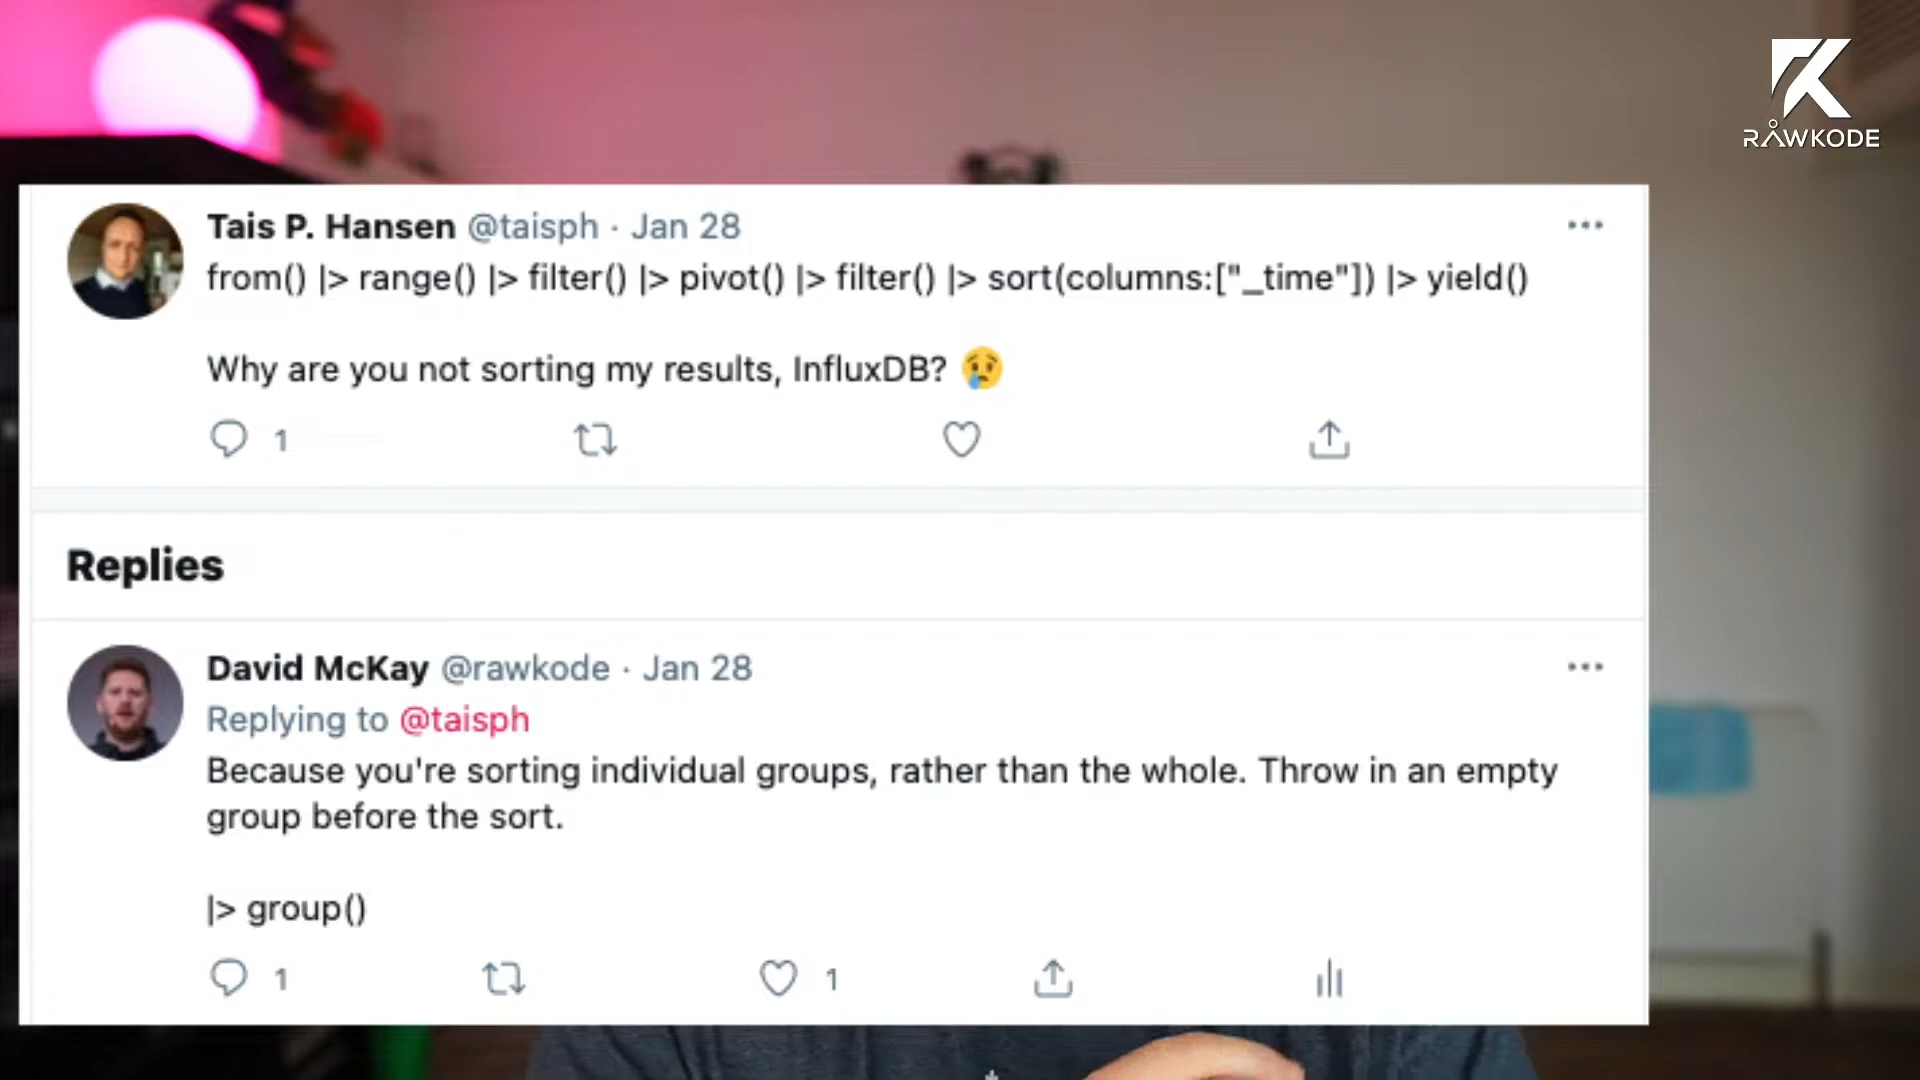 RAWKODE
Tais P. Hansen @taisph · Jan 28
from() |> range() |> filter() |> pivot() |> filter() |> sort(columns:["_time"]) |> yield()
Why are you not sorting my results, InfluxDB? 😢
1
Replies
David McKay @rawkode · Jan 28
Replying to @taisph
Because you're sorting individual groups, rather than the whole. Throw in an empty
group before the sort.
|> group()
1 1